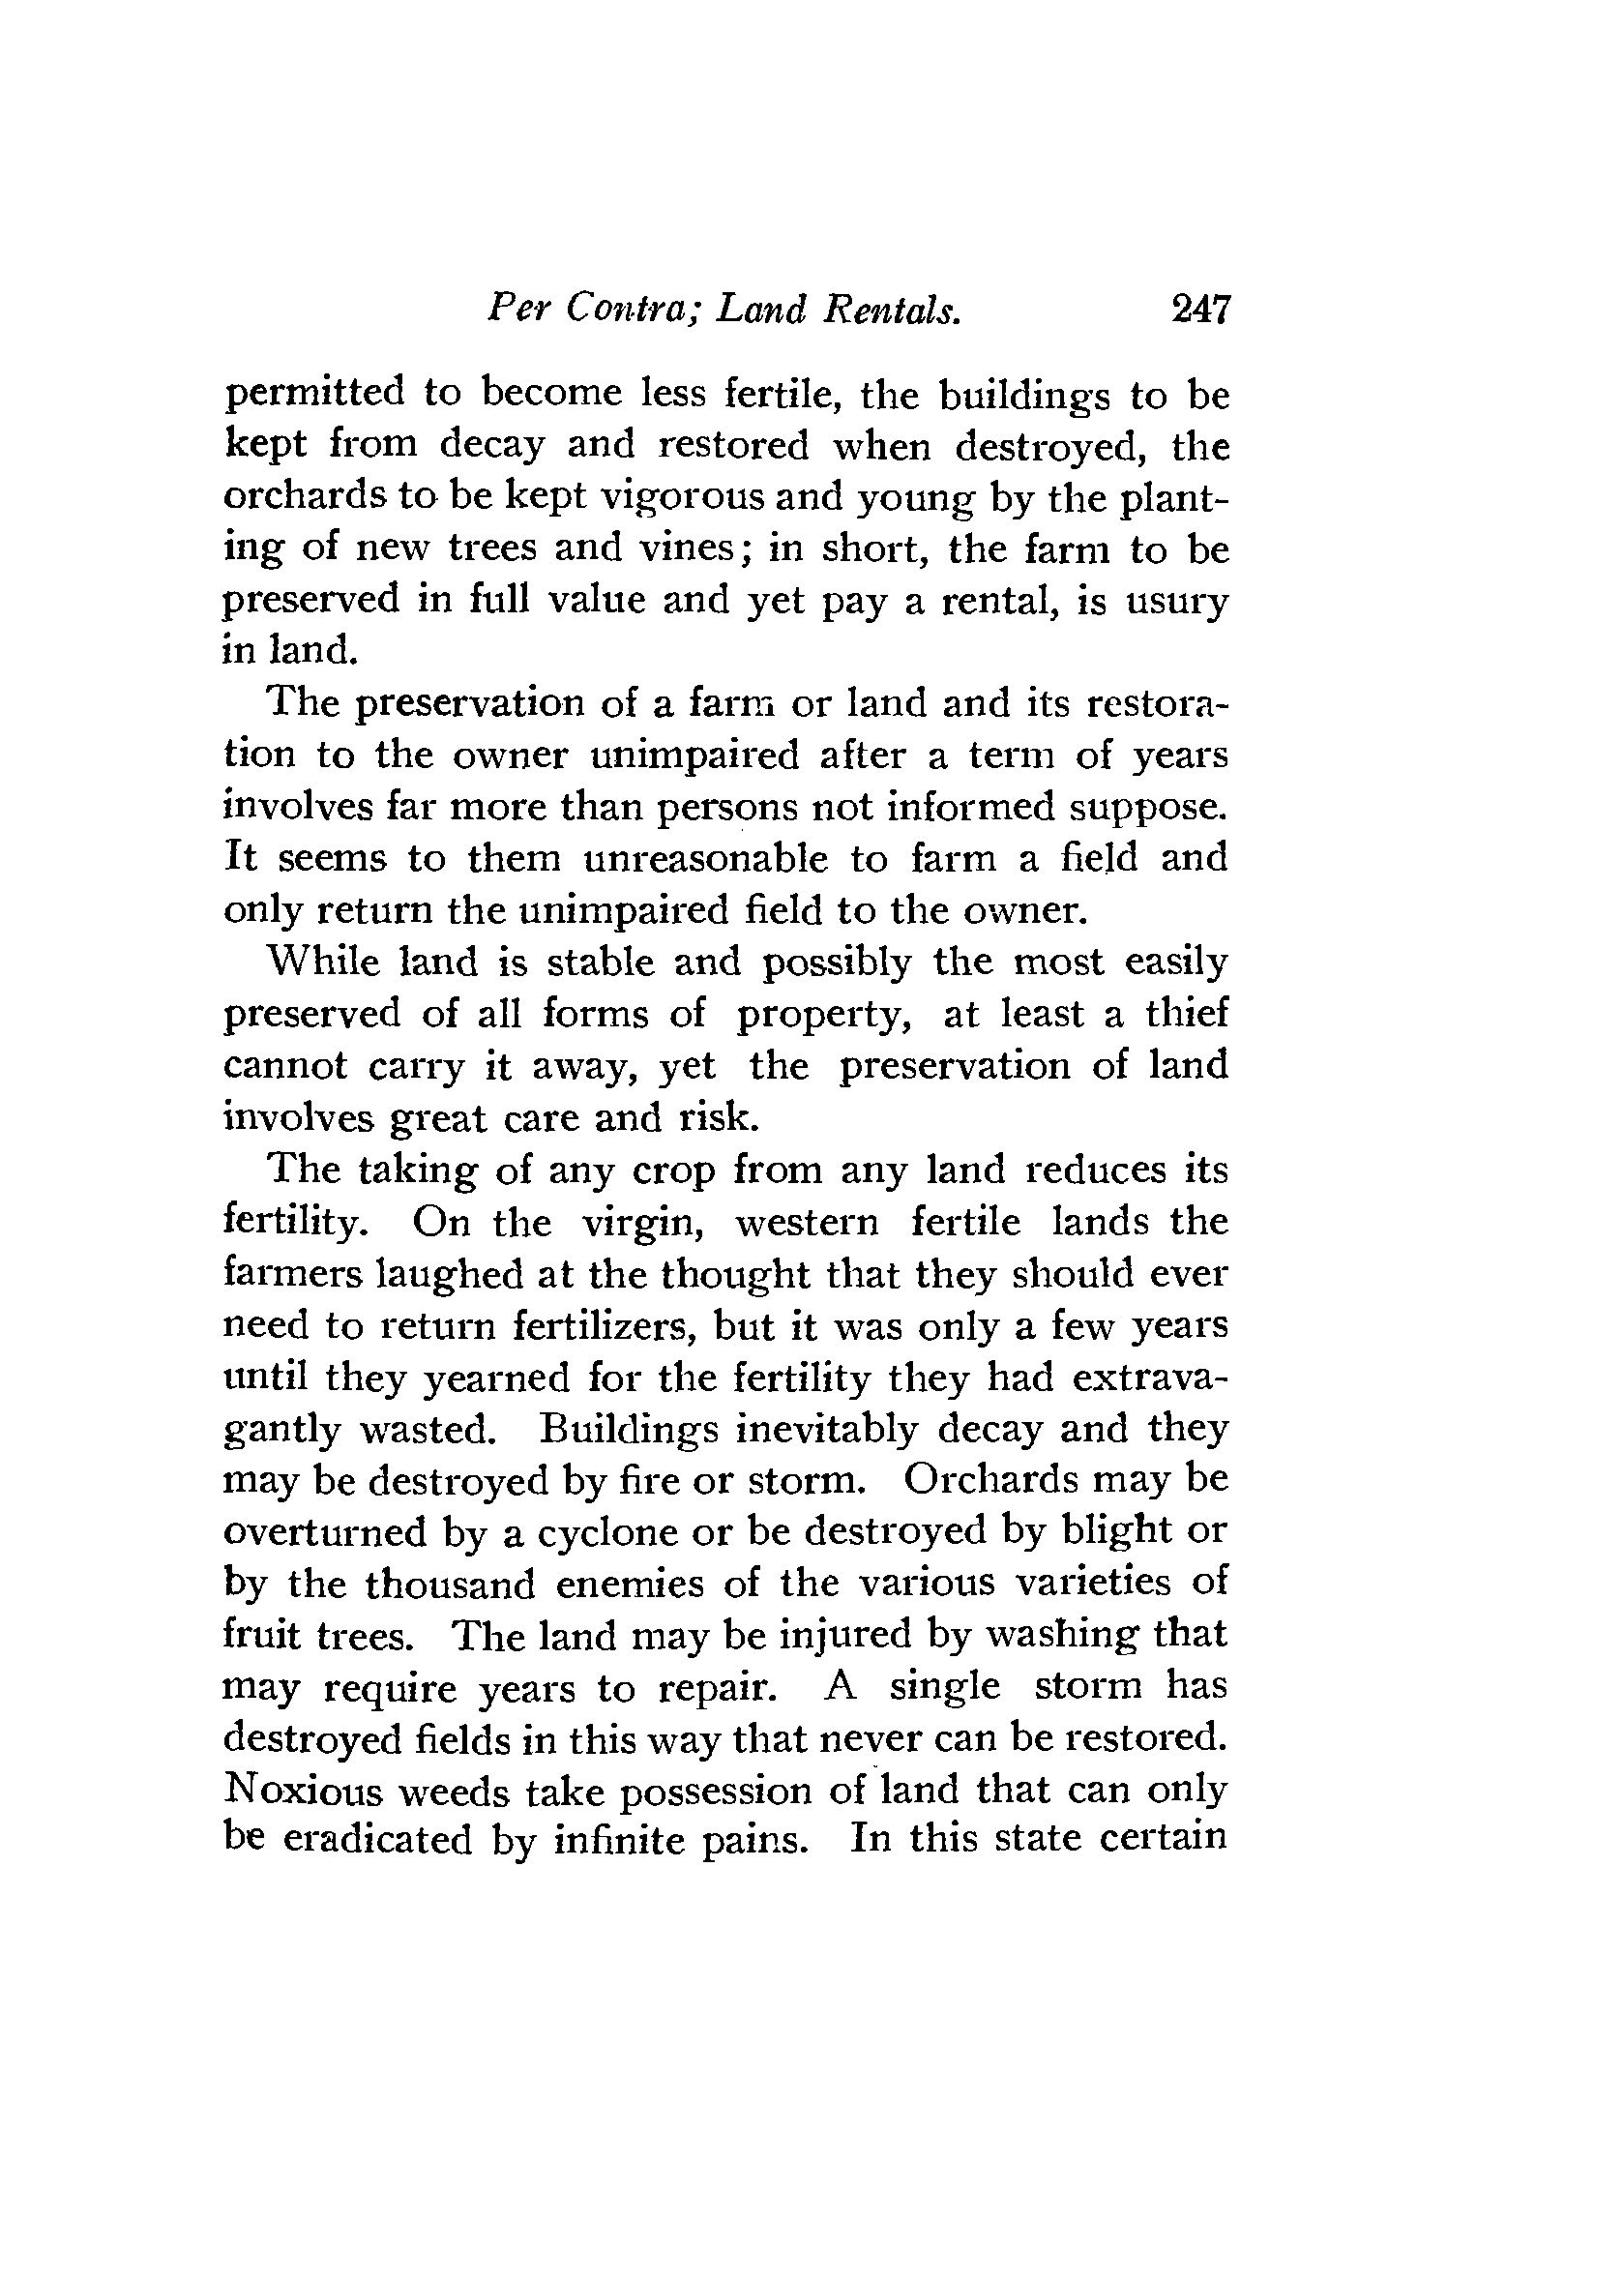 Per Contra; Land Rentals. 247
permitted to become less fertile, the buildings to be
kept from decay and restored when destroyed, the
orchards to be kept vigorous and young by the plant-
ing of new trees and vines; in short, the farm to be
preserved in full value and yet pay a rental, is usury
in land.
The preservation of a farm or land and its restora-
tion to the owner unimpaired after a term of years
involves far more than persons not informed suppose.
It seems to them unreasonable to farm a field and
only return the unimpaired field to the owner.
While land is stable and possibly the most easily
preserved of all forms of property, at least a thief
cannot carry it away, yet the preservation of land
involves great care and risk.
The taking of any crop from any land reduces its
fertility. On the virgin, western fertile lands the
farmers laughed at the thought that they should ever
need to return fertilizers, but it was only a few years
until they yearned for the fertility they had extrava-
gantly wasted. Buildings inevitably decay and they
may be destroyed by fire or storm. Orchards may be
overturned by a cyclone or be destroyed by blight or
by the thousand enemies of the various varieties of
fruit trees. The land may be injured by washing that
may require years to repair. A single storm has
destroyed fields in this way that never can be restored.
Noxious weeds take possession of land that can only
be eradicated by infinite pains. In this state certain